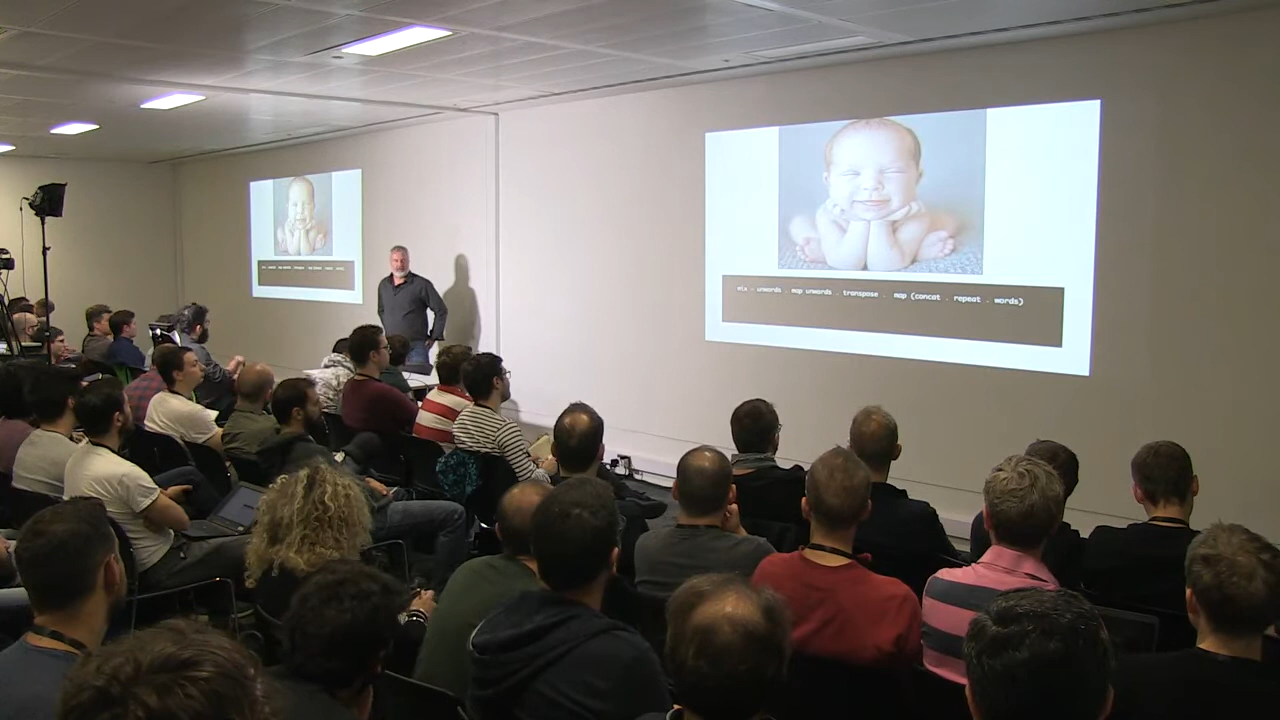 mix = unwords . map unwords . transpose . map (concat . repeat . words)